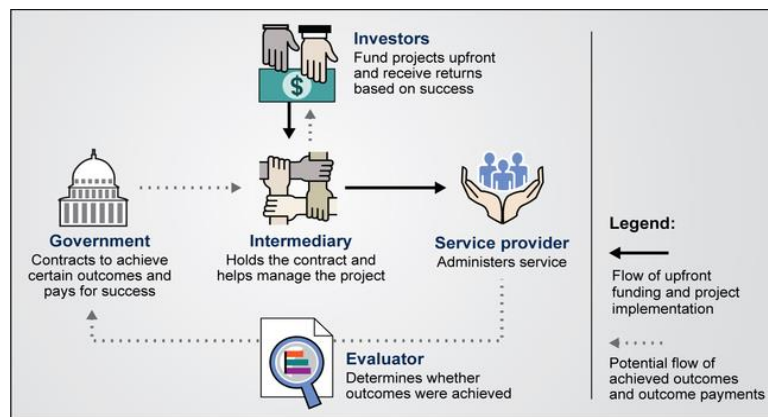 Investors
Fund projects upfront
and receive returns
based on success
$
Government
Contracts to achieve
certain outcomes and
pays for success
Intermediary
Holds the contract and
helps manage the project
Service provider
Administers service
Evaluator
Determines whether
outcomes were achieved
Legend:
Flow of upfront
funding and project
implementation
Potential flow of
achieved outcomes
and outcome payments